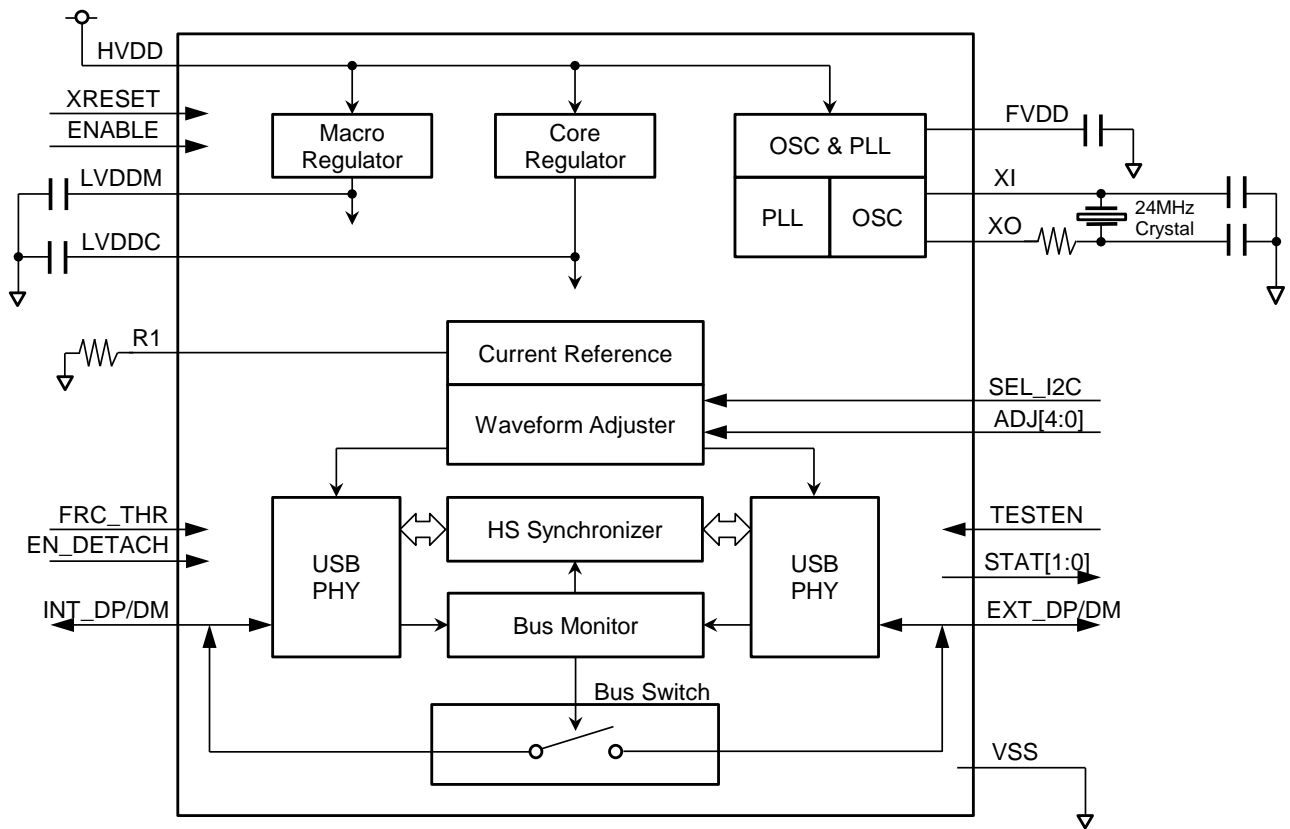 HVDD
XRESET
ENABLE
Macro
Regulator
Core
Regulator
OSC & PLL
PLL
OSC
FVDD
XI
XO
24MHz
Crystal
LVDDM
LVDDC
R1
Current Reference
Waveform Adjuster
SEL_I2C
ADJ[4:0]
FRC_THR
EN_DETACH
INT_DP/DM
USB
PHY
HS Synchronizer
Bus Monitor
USB
PHY
TESTEN
STAT[1:0]
EXT_DP/DM
Bus Switch
VSS